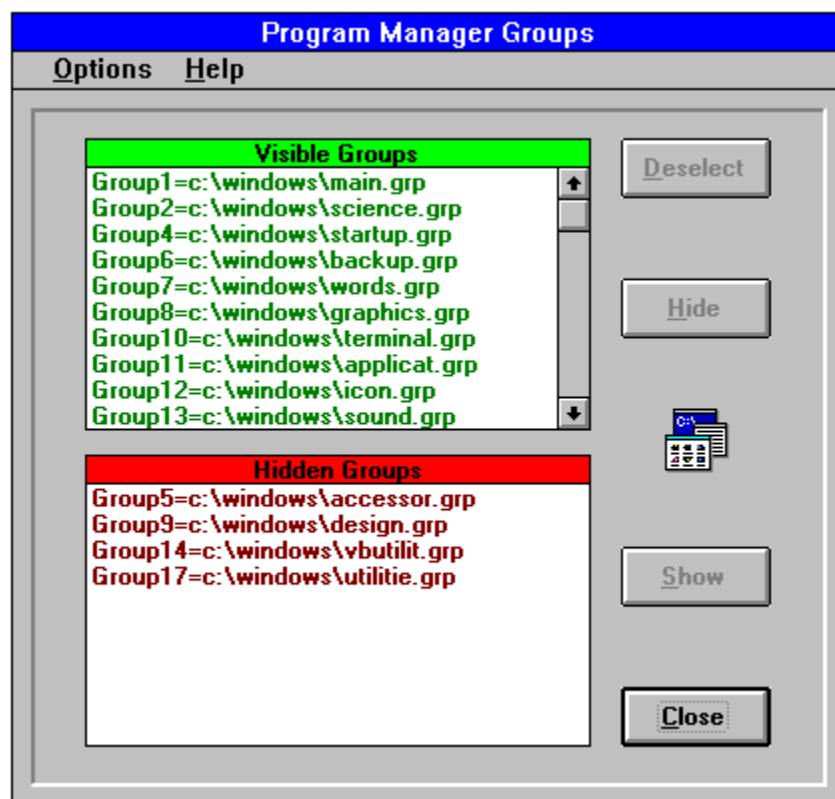 Program Manager Groups
Options Help
Visible Groups
Group1=c:\windows\main.grp
Group2=c:\windows\science.grp
Group4=c:\windows\startup.grp
Group6=c:\windows\backup.grp
Group7=c:\windows\words.grp
Group8=c:\windows\graphics.grp
Group10=c:\windows\terminal.grp
Group11=c:\windows\applicat.grp
Group12=c:\windows\icon.grp
Group13=c:\windows\sound.grp
Deselect
Hide
C:\
Hidden Groups
Group5=c:\windows\accessor.grp
Group9=c:\windows\design.grp
Group14=c:\windows\vbutilit.grp
Group17=c:\windows\utilitie.grp
Show
Close